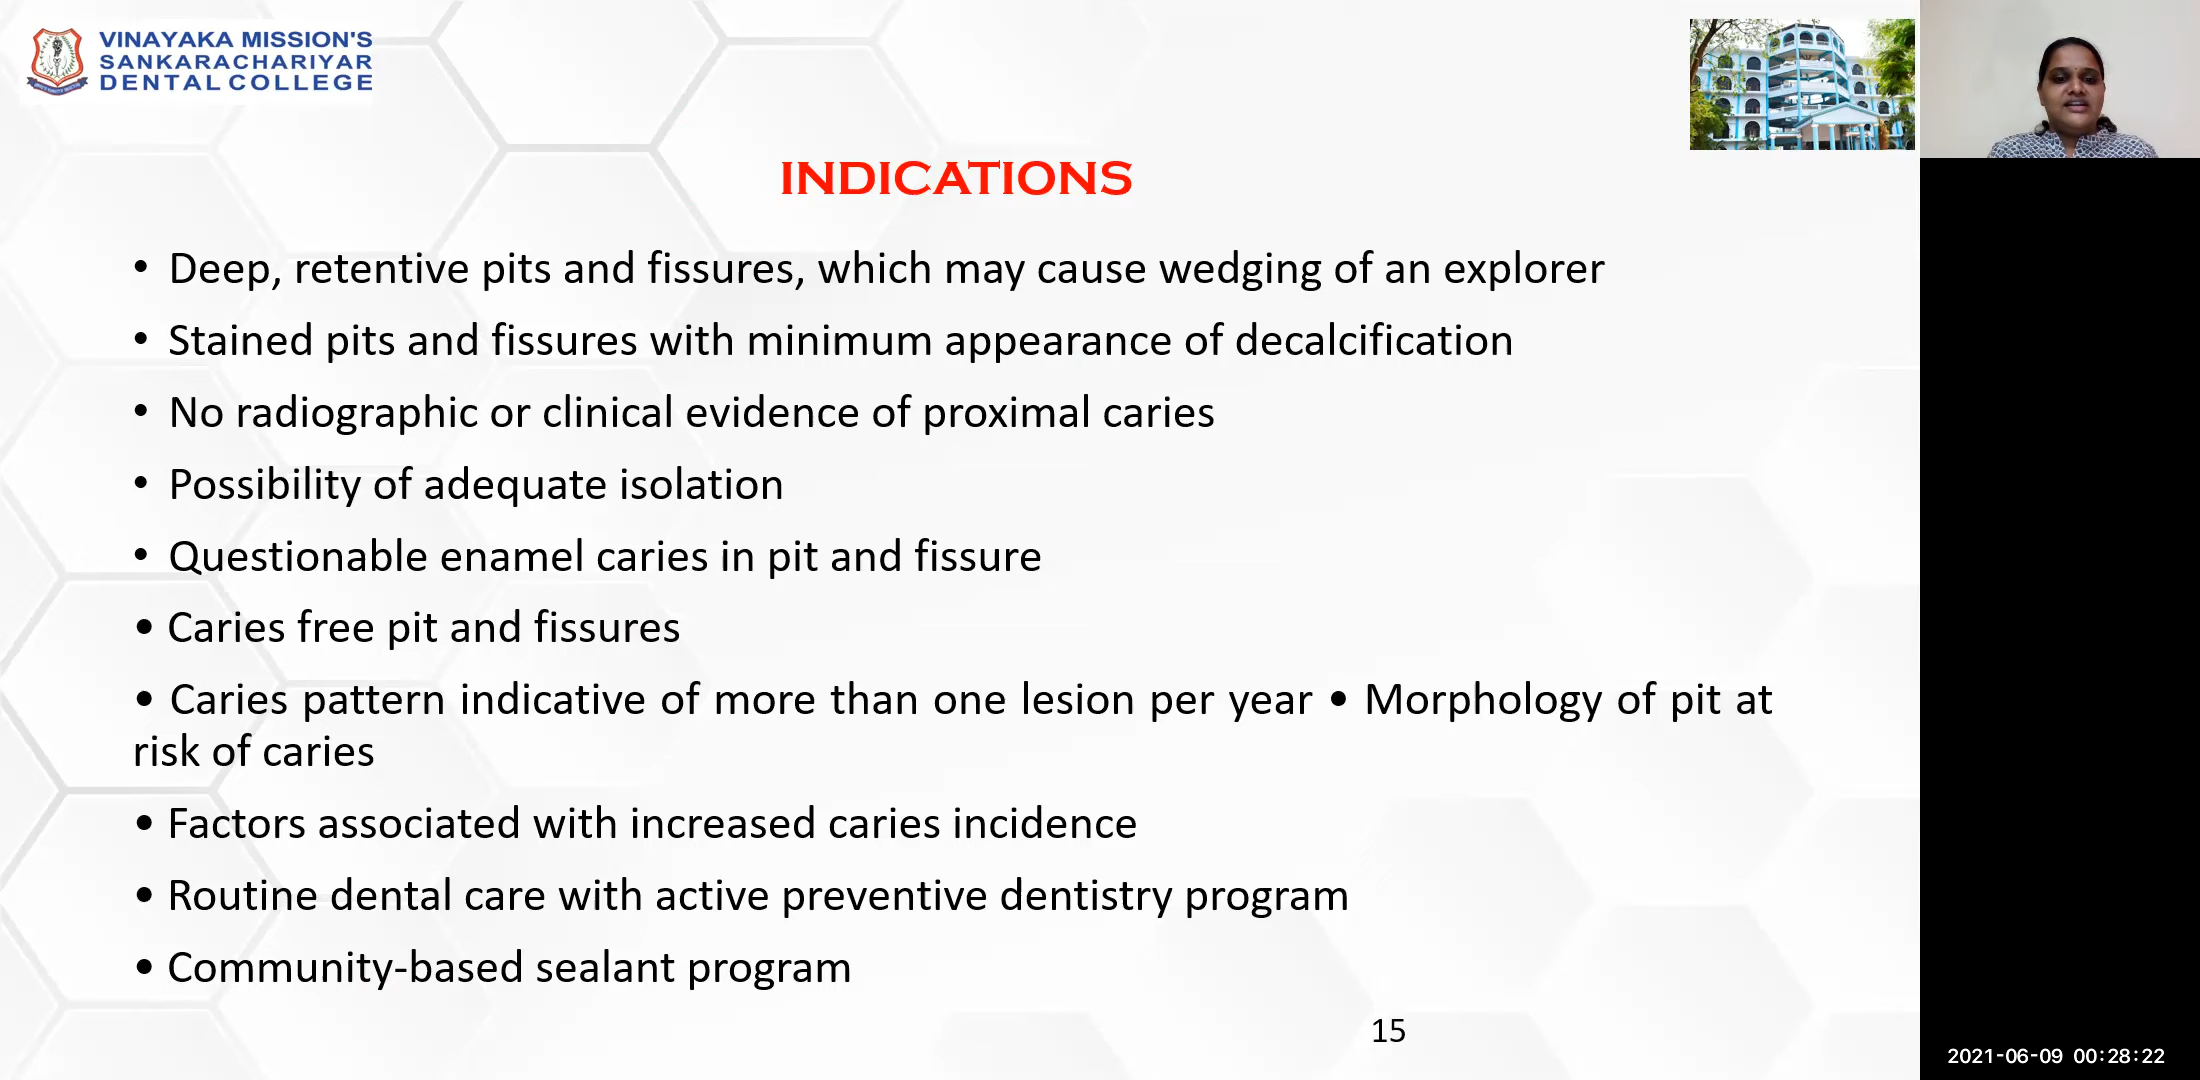 VINAYAKA MISSION'S
SANKARACHARIYAR
DENTAL COLLEGE
INDICATIONS
• Deep, retentive pits and fissures, which may cause wedging of an explorer
• Stained pits and fissures with minimum appearance of decalcification
• No radiographic or clinical evidence of proximal caries
• Possibility of adequate isolation
• Questionable enamel caries in pit and fissure
• Caries free pit and fissures
• Caries pattern indicative of more than one lesion per year • Morphology of pit at
risk of caries
• Factors associated with increased caries incidence
• Routine dental care with active preventive dentistry program
• Community-based sealant program
15
2021-06-09 00:28:22